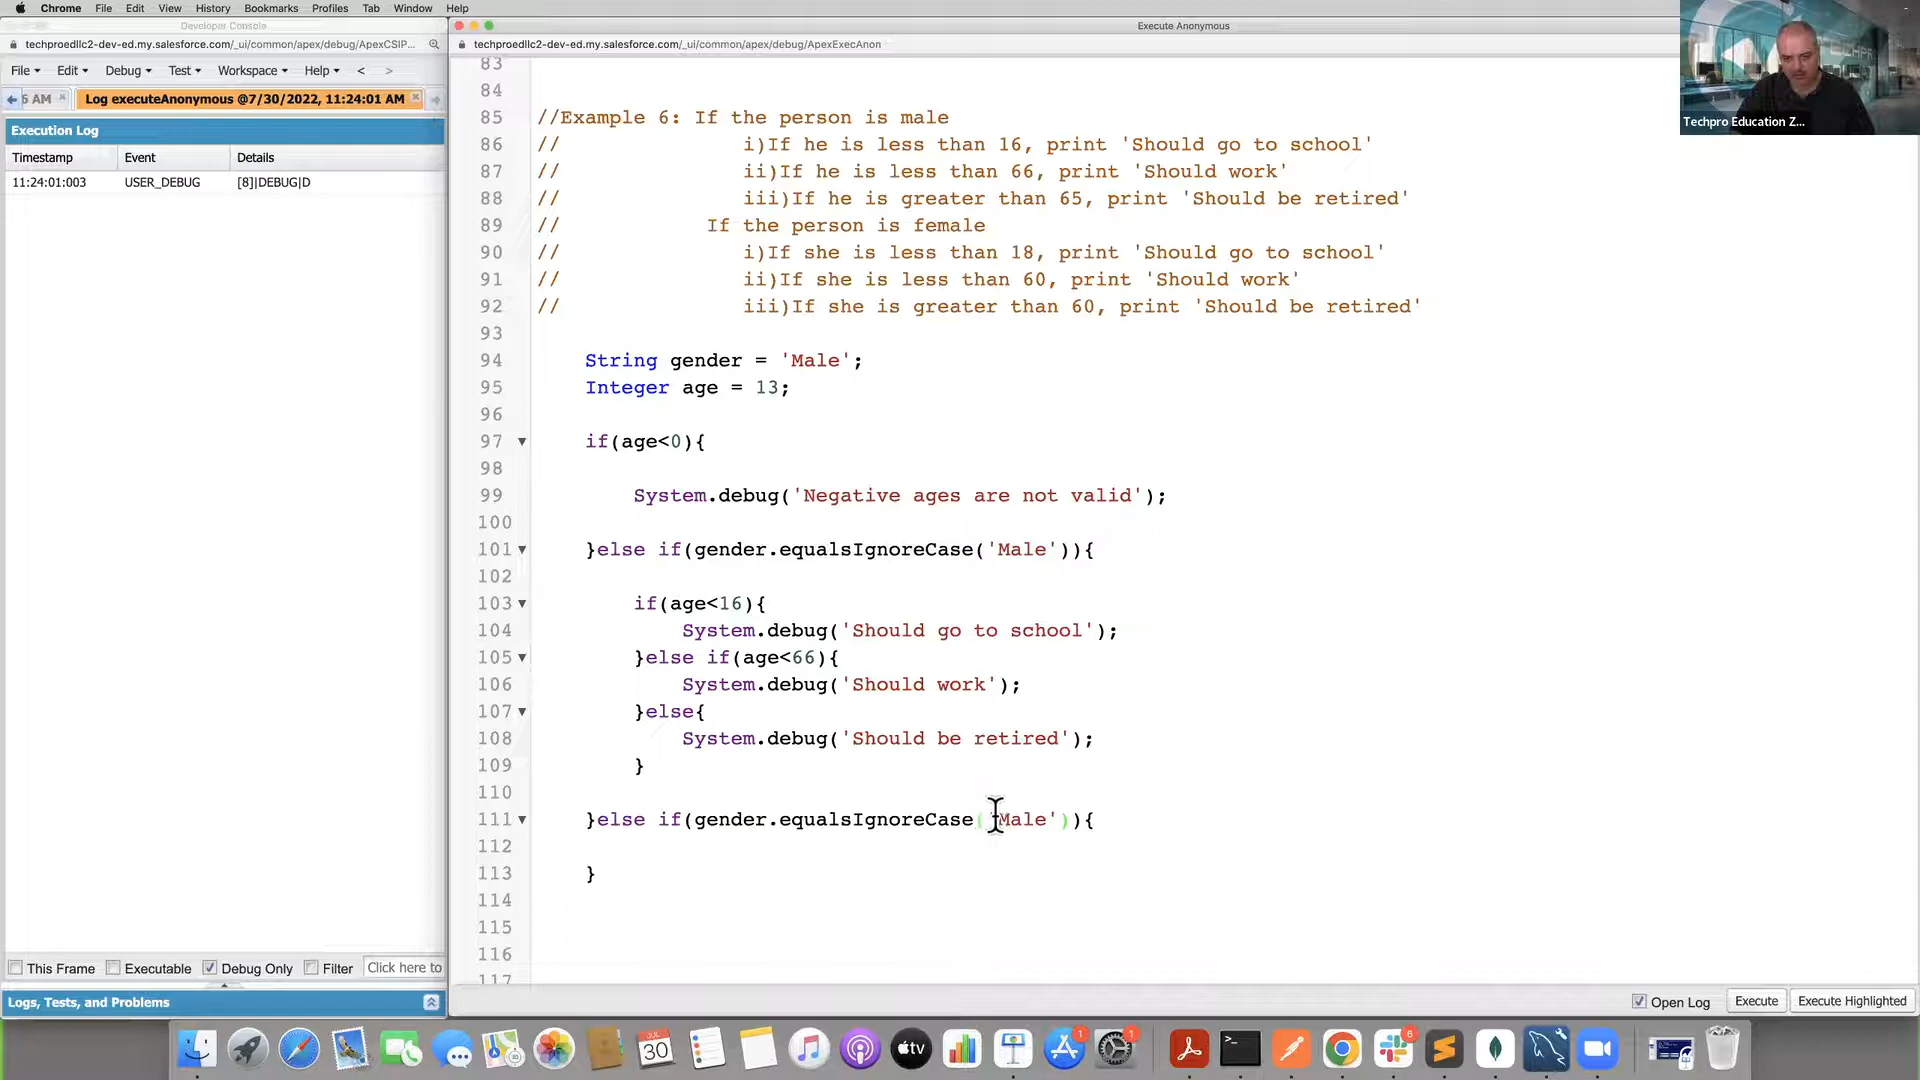 Chrome File Edit View History Bookmarks Profiles Tab Window Help
Developer Console
Execute Anonymous
techproedllc2-dev-ed.my.salesforce.com/_ui/common/apex/debug/ApexCSIP...
techproedllc2-dev-ed.my.salesforce.com/_ui/common/apex/debug/ApexExecAnon
File Edit Debug Test Workspace Help < >
AM
Log executeAnonymous @7/30/2022, 11:24:01 AM
Execution Log
Timestamp Event Details
11:24:01:003 USER_DEBUG [8]|DEBUG|D
Techpro Education Z...
83
84
85 //Example 6: If the person is male
86 // i)If he is less than 16, print 'Should go to school'
87 // ii)If he is less than 66, print 'Should work'
88 // iii)If he is greater than 65, print 'Should be retired'
89 // If the person is female
90 // i)If she is less than 18, print 'Should go to school'
91 // ii)If she is less than 60, print 'Should work'
92 // iii)If she is greater than 60, print 'Should be retired'
93
94 String gender = 'Male';
95 Integer age = 13;
96
97 if(age<0){
98
99 System.debug('Negative ages are not valid');
100
101 }else if(gender.equalsIgnoreCase('Male')){
102
103 if(age<16){
104 System.debug('Should go to school');
105 }else if(age<66){
106 System.debug('Should work');
107 }else{
108 System.debug('Should be retired');
109 }
110
111 }else if(gender.equalsIgnoreCase('Male')){
112
113 }
114
115
116
117
This Frame Executable Debug Only Filter Click here to
Logs, Tests, and Problems
Open Log Execute Execute Highlighted
JUL
30
tv
1
1
6